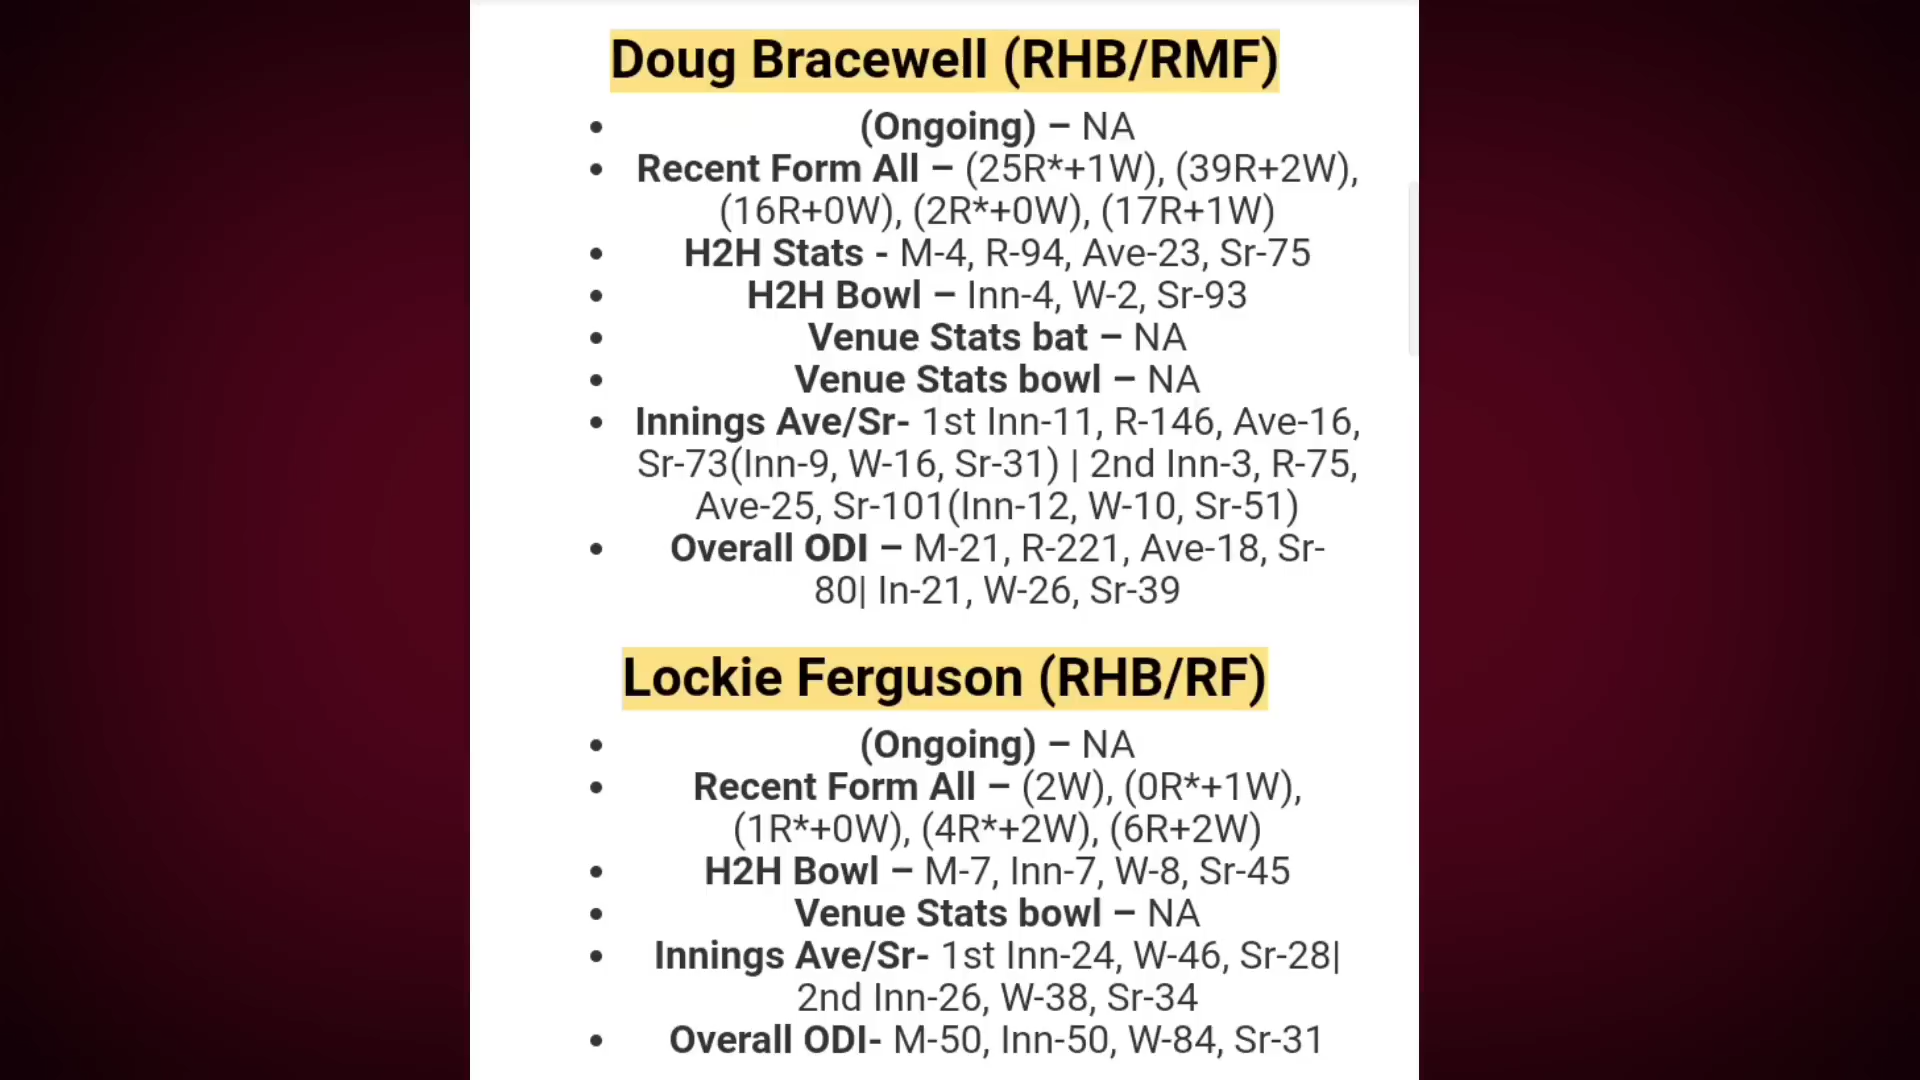 Doug Bracewell (RHB/RMF)
• (Ongoing) – NA
• Recent Form All – (25R*+1W), (39R+2W),
(16R+0W), (2R*+0W), (17R+1W)
• H2H Stats - M-4, R-94, Ave-23, Sr-75
• H2H Bowl – Inn-4, W-2, Sr-93
• Venue Stats bat – NA
• Venue Stats bowl – NA
• Innings Ave/Sr- 1st Inn-11, R-146, Ave-16,
Sr-73(Inn-9, W-16, Sr-31) | 2nd Inn-3, R-75,
Ave-25, Sr-101(Inn-12, W-10, Sr-51)
• Overall ODI – M-21, R-221, Ave-18, Sr-
80| In-21, W-26, Sr-39
Lockie Ferguson (RHB/RF)
• (Ongoing) – NA
• Recent Form All – (2W), (0R*+1W),
(1R*+0W), (4R*+2W), (6R+2W)
• H2H Bowl – M-7, Inn-7, W-8, Sr-45
• Venue Stats bowl – NA
• Innings Ave/Sr- 1st Inn-24, W-46, Sr-28|
2nd Inn-26, W-38, Sr-34
• Overall ODI- M-50, Inn-50, W-84, Sr-31